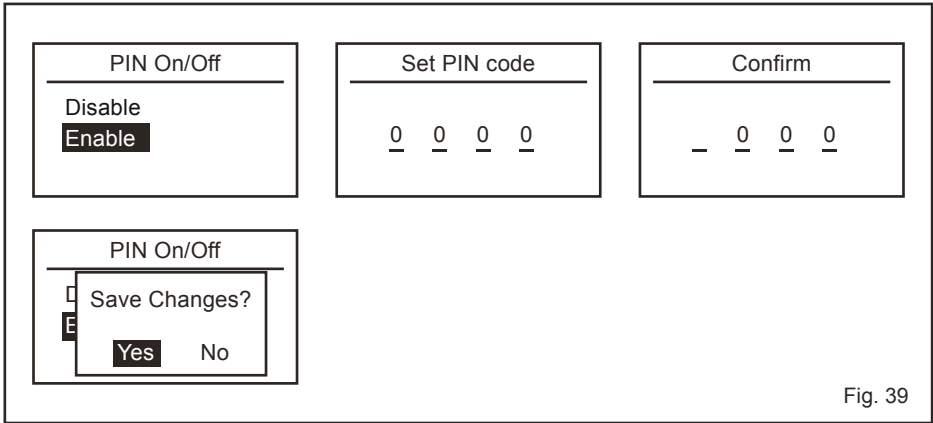 PIN On/Off
Disable
Enable
Set PIN code
0 0 0 0
Confirm
_ 0 0 0
PIN On/Off
D
E
Save Changes?
Yes No
Fig. 39